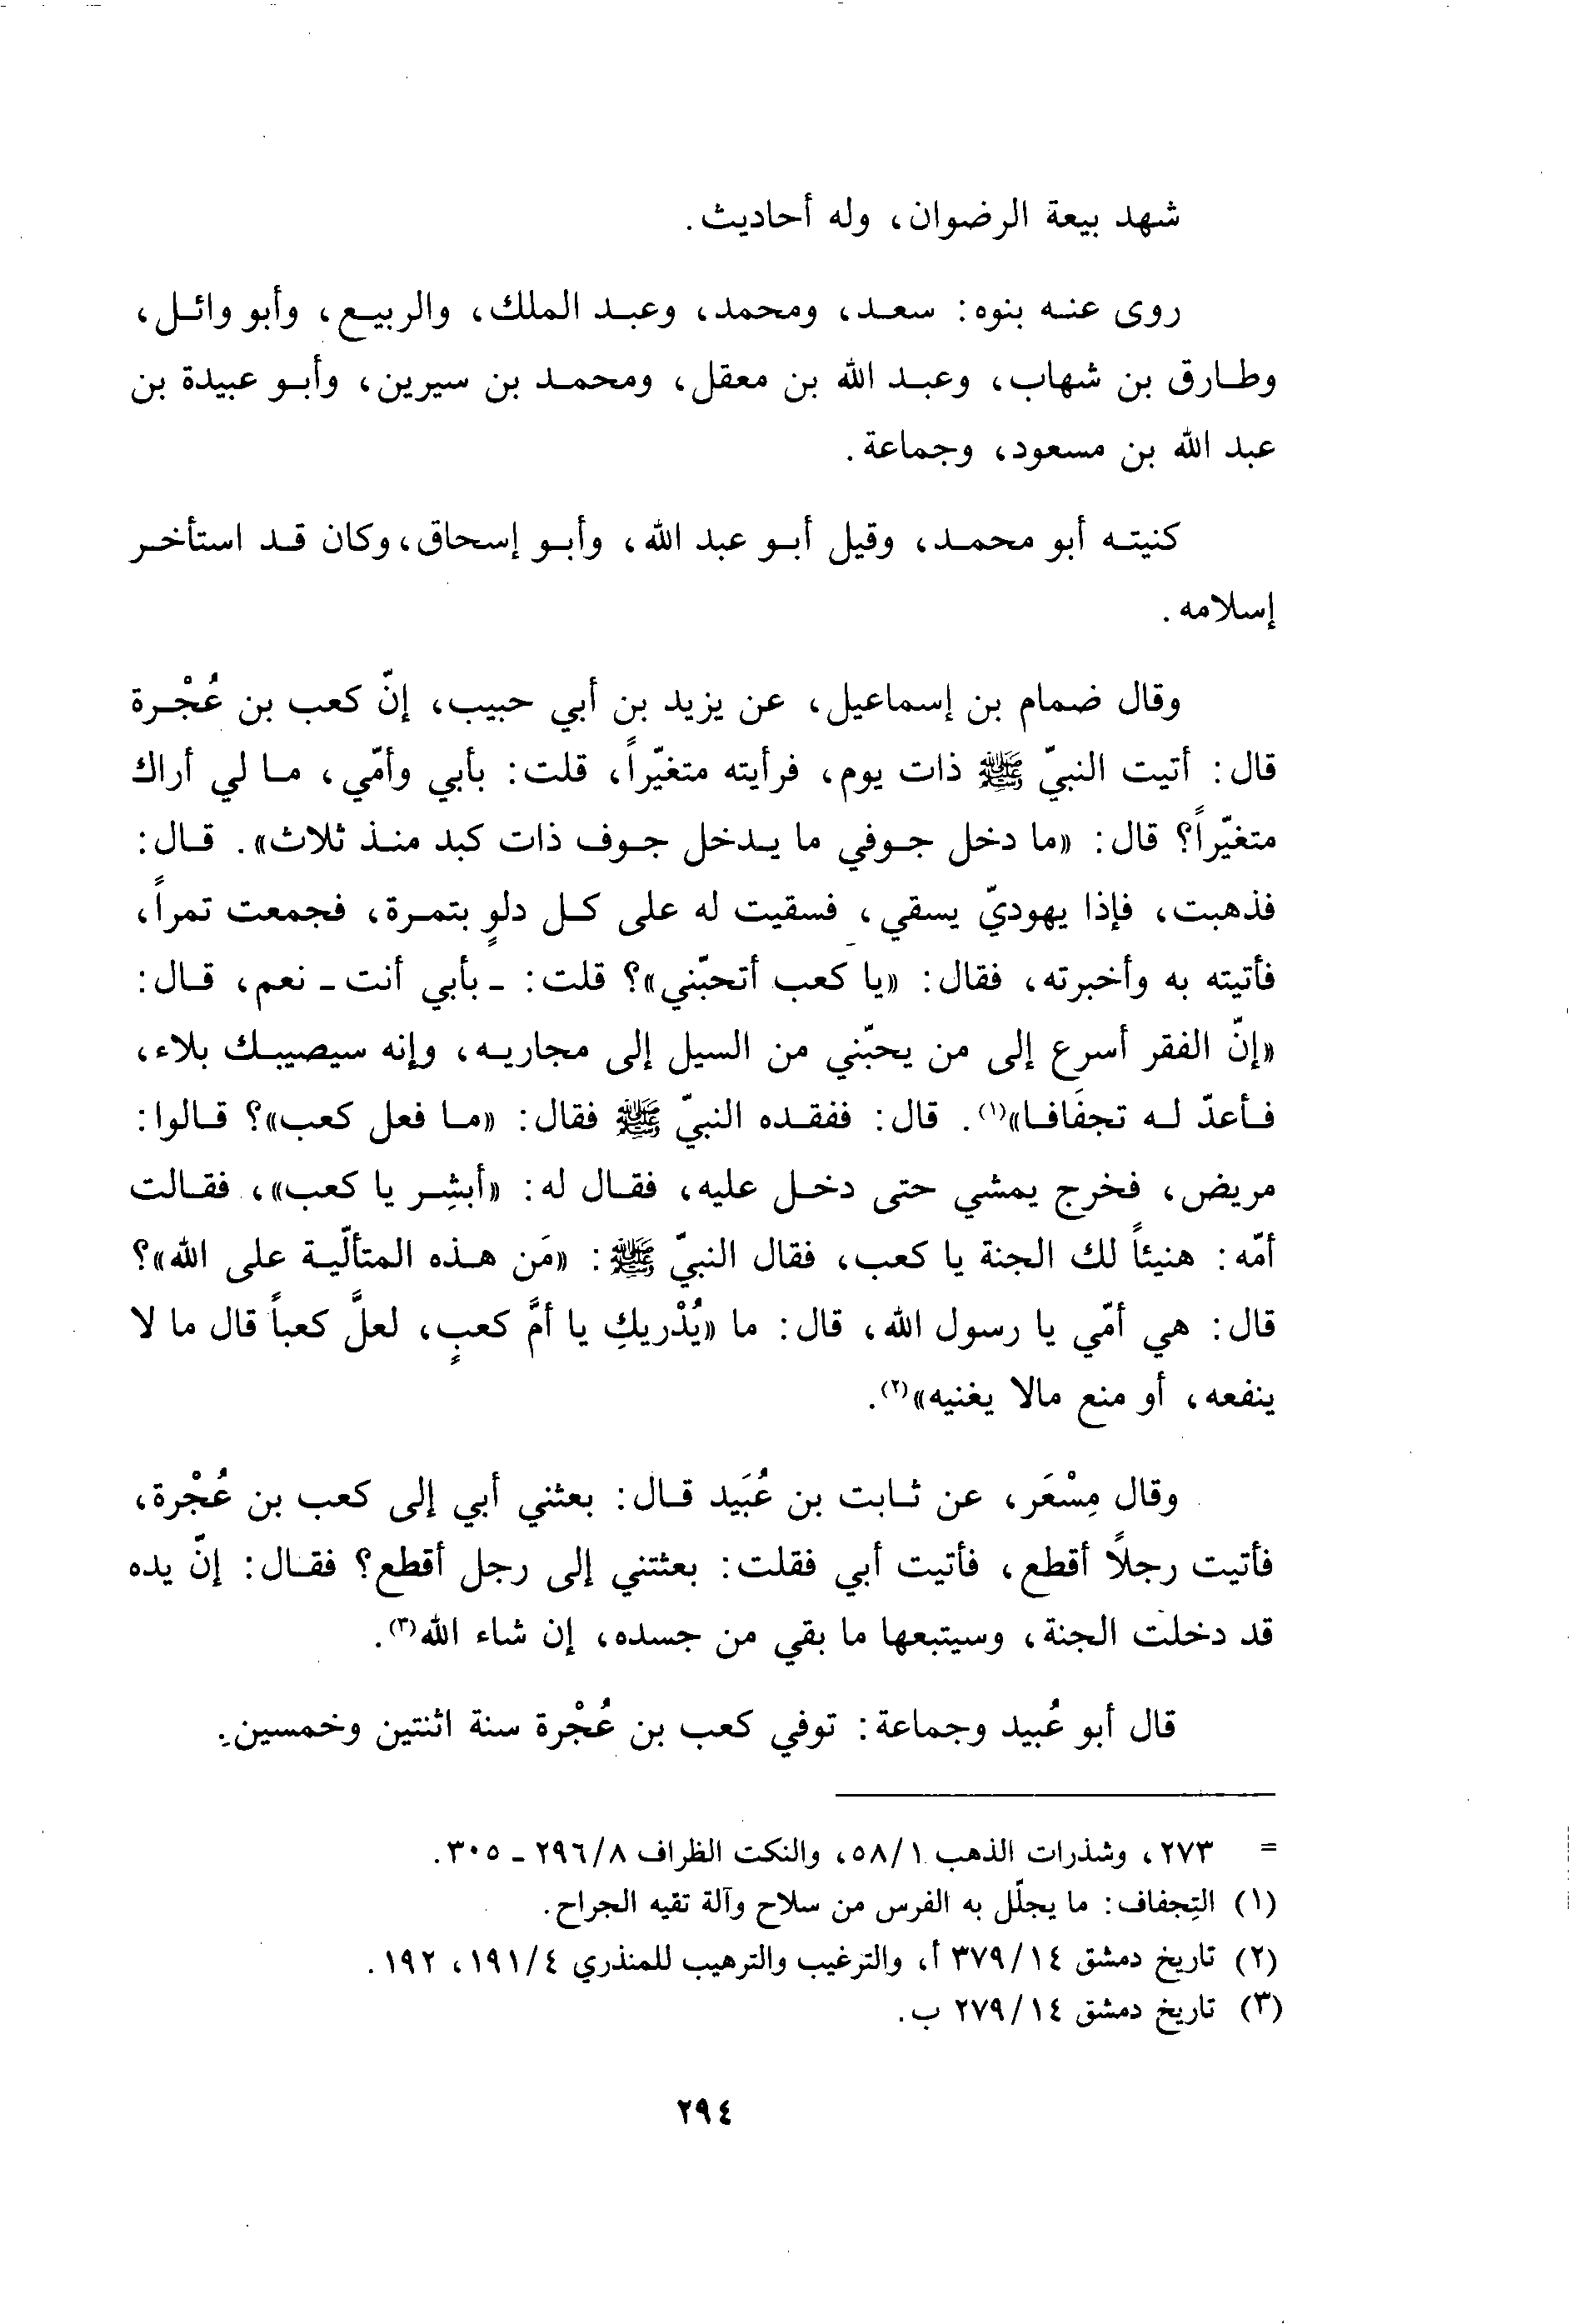 شهد بيعة الرضوان، وله أحاديث.
روى عنه بنوه: سعد، ومحمد، وعبد الملك، والربيع، وأبو وائل،
وطارق بن شهاب، وعبد الله بن معقل، ومحمد بن سيرين، وأبو عبيدة بن
عبد الله بن مسعود، وجماعة.
كنيته أبو محمد، وقيل أبو عبد الله، وأبو إسحاق، وكان قد استأخر
إسلامه.
وقال ضمام بن إسماعيل، عن يزيد بن أبي حبيب، إنّ كعب بن عُجْرة
قال: أتيت النبيّ ﷺ ذات يوم، فرأيته متغيّراً، قلت: بأبي وأمّي، ما لي أراك
متغيّراً؟ قال: «ما دخل جوفي ما يدخل جوف ذات كبد منذ ثلاث». قال:
فذهبت، فإذا يهوديّ يسقي، فسقيت له على كل دلوٍ بتمرة، فجمعت تمراً،
فأتيته به وأخبرته، فقال: «يا كعب أتحبّني»؟ قلت: - بأبي أنت - نعم، قال:
«إنّ الفقر أسرع إلى من يحبّني من السيل إلى مجاريه، وإنه سيصيبك بلاء،
فأعدّ له تجفَافا»(١). قال: ففقده النبيّ ﷺ فقال: «ما فعل كعب»؟ قالوا:
مريض، فخرج يمشي حتى دخل عليه، فقال له: «أبشِر يا كعب»، فقالت
أمّه: هنيئاً لك الجنة يا كعب، فقال النبيّ ﷺ: «مَن هذه المتألّية على الله»؟
قال: هي أمّي يا رسول الله، قال: ما «يُدْريكِ يا أمَّ كعبٍ، لعلَّ كعباً قال ما لا
ينفعه، أو منع مالا يغنيه»(٢).
وقال مِسْعَر، عن ثابت بن عُبَيد قال: بعثني أبي إلى كعب بن عُجْرة،
فأتيت رجلاً أقطع، فأتيت أبي فقلت: بعثتني إلى رجل أقطع؟ فقال: إنّ يده
قد دخلت الجنة، وسيتبعها ما بقي من جسده، إن شاء الله(٣).
قال أبو عُبيد وجماعة: توفي كعب بن عُجْرة سنة اثنتين وخمسين.
= ٢٧٣، وشذرات الذهب ٥٨/١، والنكت الظراف ٢٩٦/٨ - ٣٠٥.
(١) التِجفاف: ما يجلّل به الفرس من سلاح وآلة تقيه الجراح.
(٢) تاريخ دمشق ٣٧٩/١٤ أ، والترغيب والترهيب للمنذري ١٩١/٤، ١٩٢.
(٣) تاريخ دمشق ٢٧٩/١٤ ب.
٢٩٤